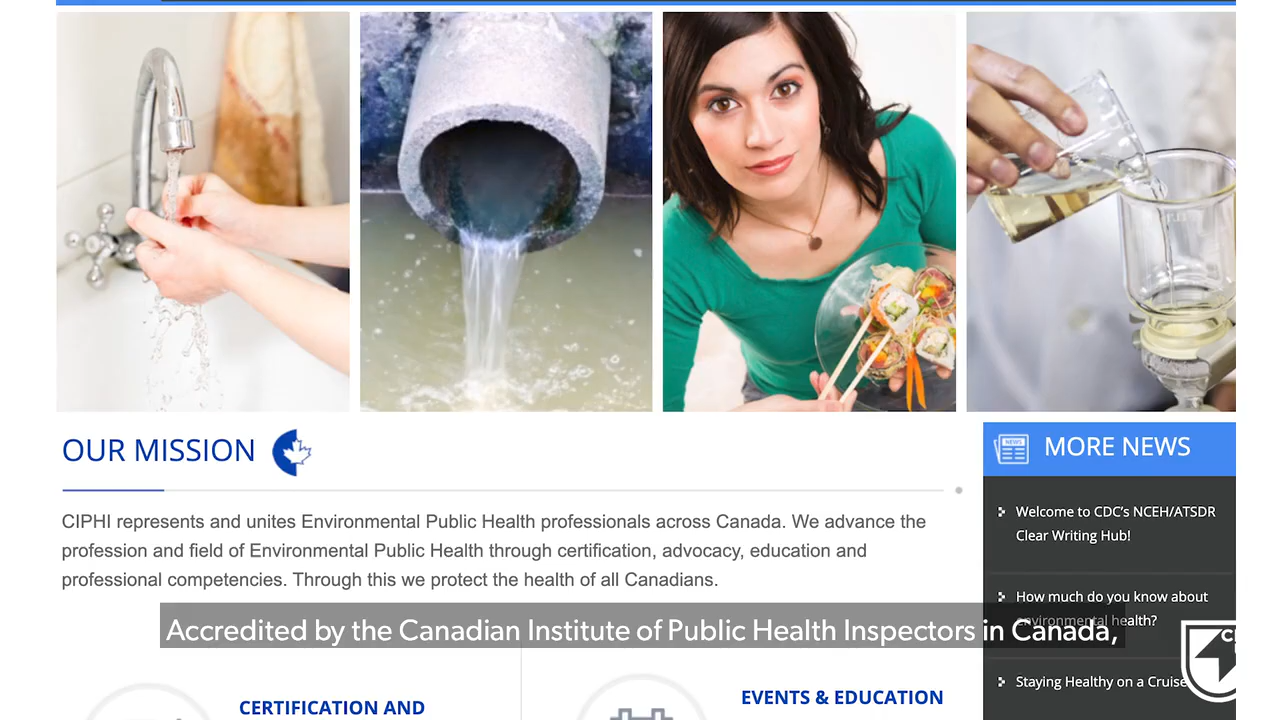 OUR MISSION
CIPHI represents and unites Environmental Public Health professionals across Canada. We advance the
profession and field of Environmental Public Health through certification, advocacy, education and
professional competencies. Through this we protect the health of all Canadians.
MORE NEWS
NEWS
Welcome to CDC’s NCEH/ATSDR
Clear Writing Hub!
How much do you know about
environmental health?
Staying Healthy on a Cruise
Accredited by the Canadian Institute of Public Health Inspectors in Canada,
CERTIFICATION AND
EVENTS & EDUCATION